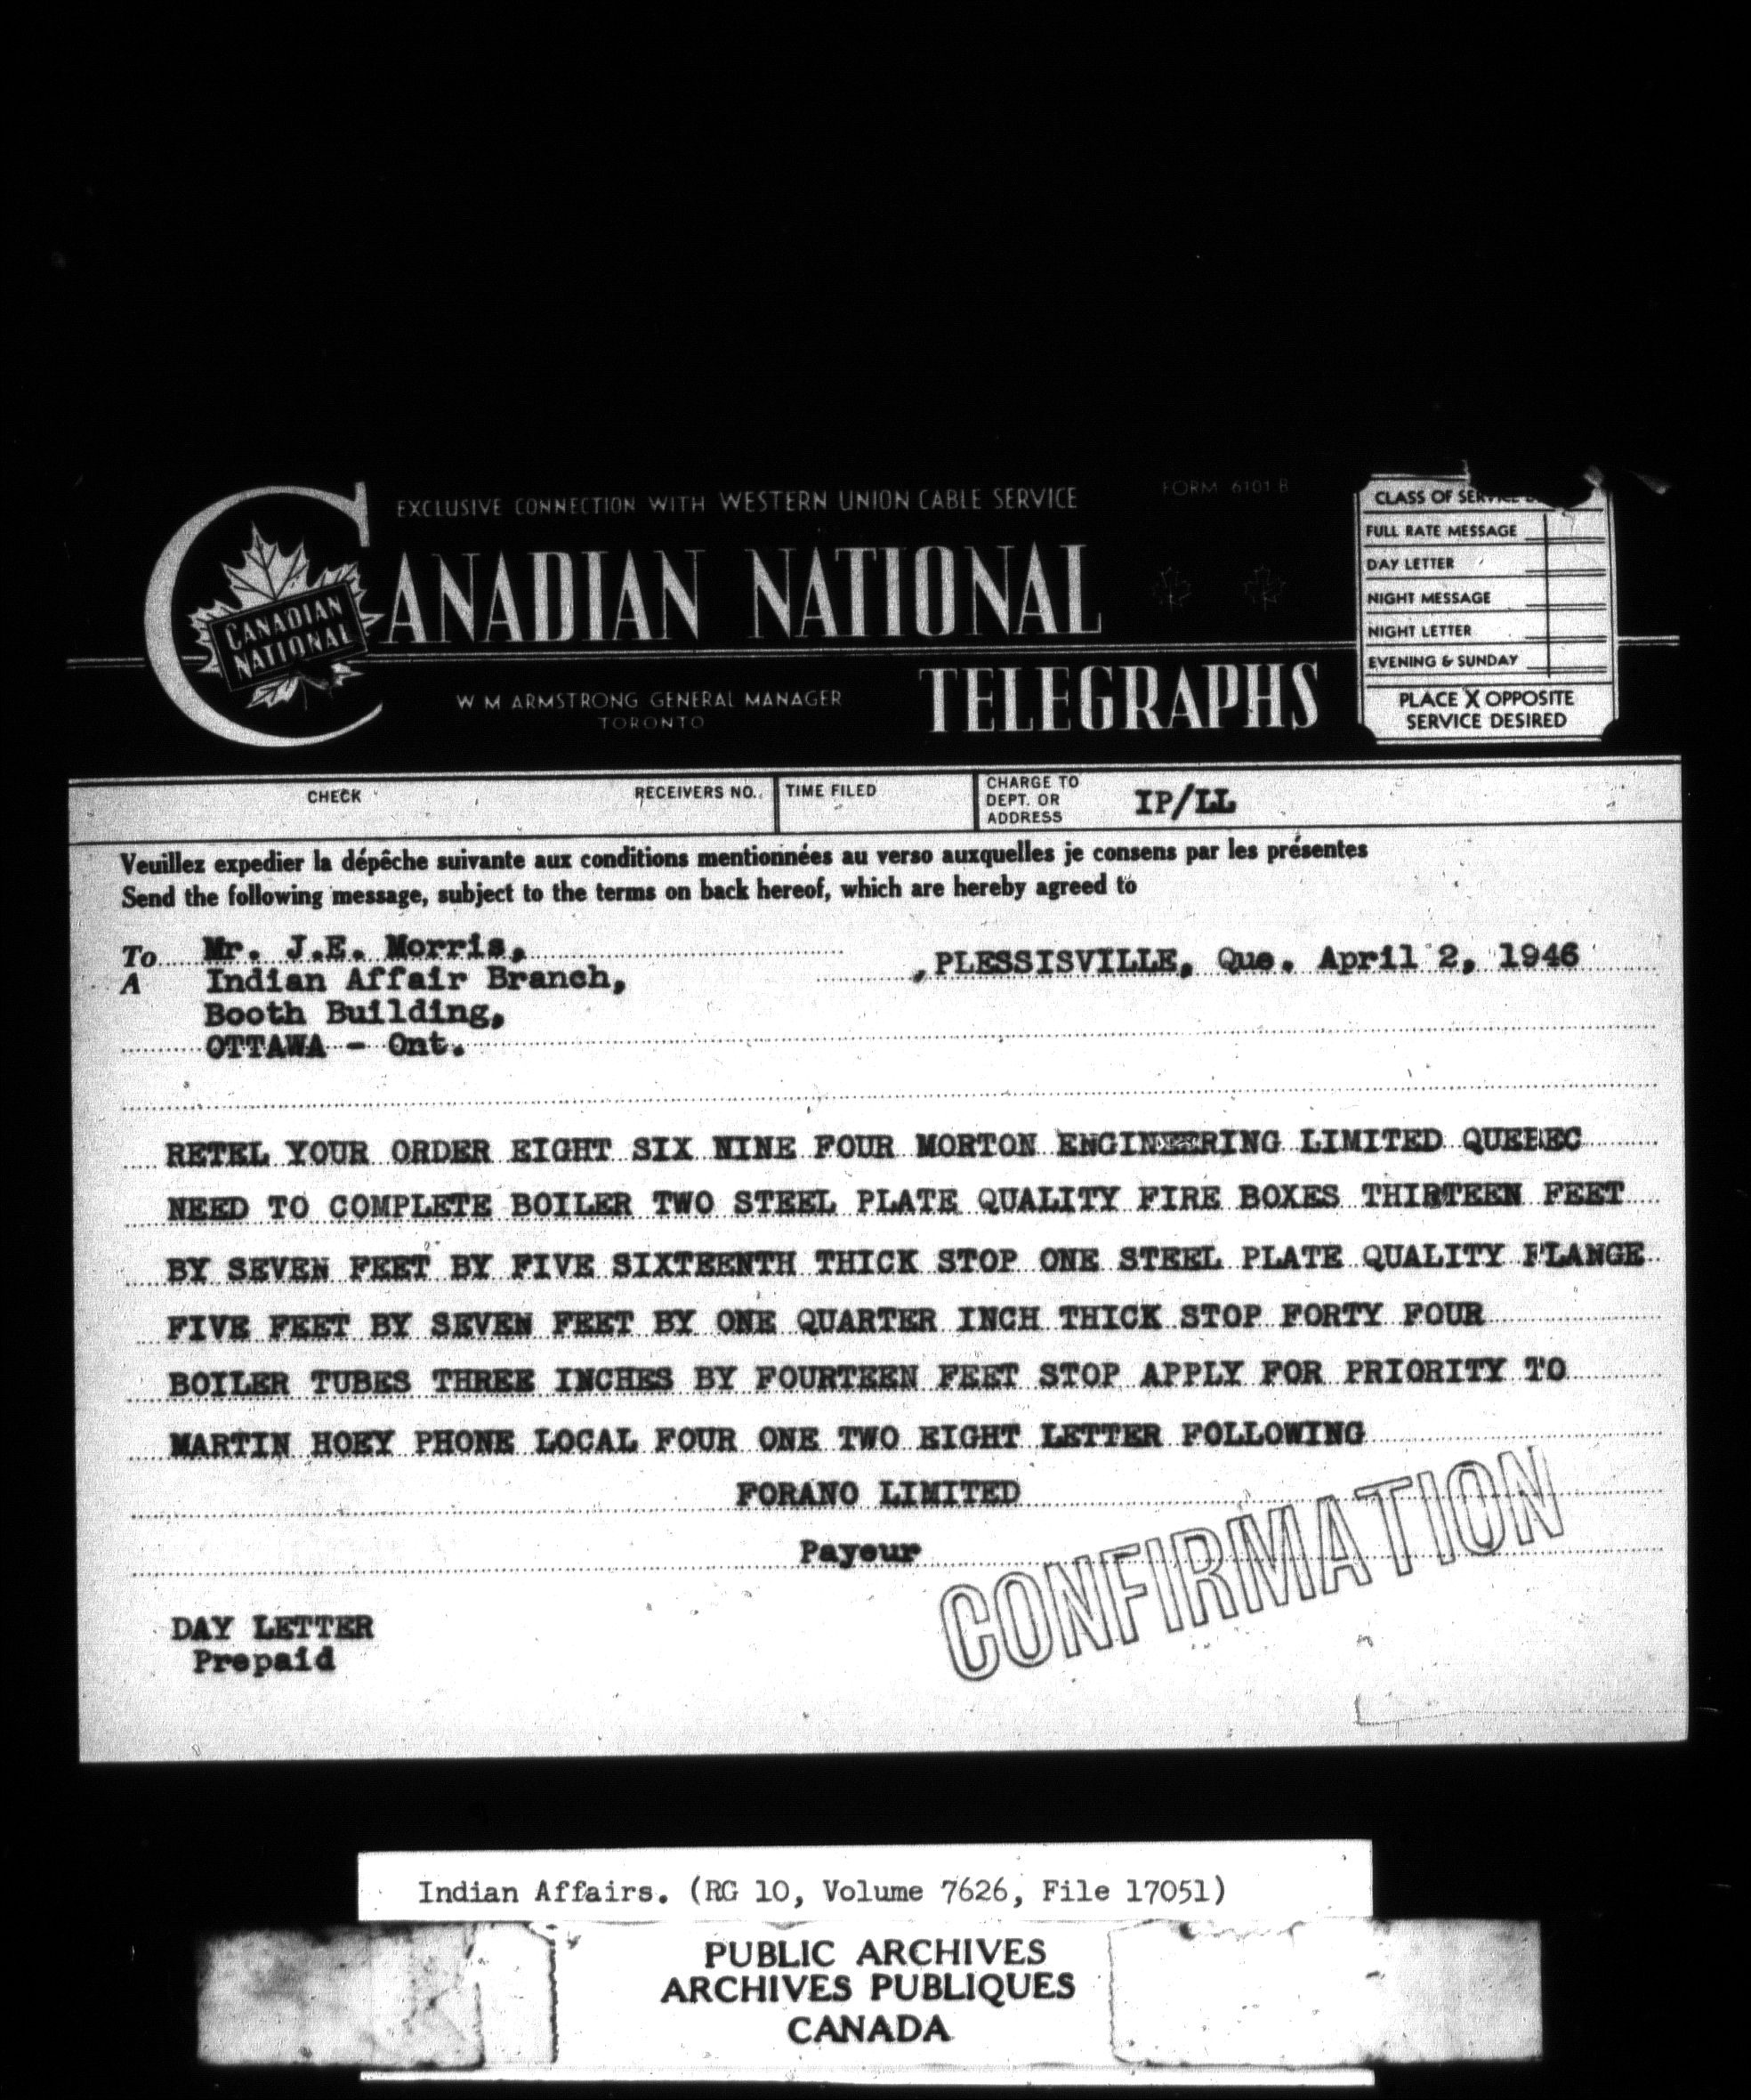 EXCLUSIVE CONNECTION WITH WESTERN UNION CABLE SERVICE
FORM 6101 B
CANADIAN NATIONAL
CANADIAN
NATIONAL
TELEGRAPHS
W M ARMSTRONG GENERAL MANAGER
TORONTO
CLASS OF
FULL RATE MESSAGE
DAY LETTER
NIGHT MESSAGE
NIGHT LETTER
EVENING & SUNDAY
PLACE X OPPOSITE
SERVICE DESIRED
CHECK
RECEIVERS NO.
TIME FILED
CHARGE TO
DEPT. OR
ADDRESS
IP/LL
Veuillez expedier la dépêche suivante aux conditions mentionnées au verso auxquelles je consens par les présentes
Send the following message, subject to the terms on back hereof, which are hereby agreed to
To Mr. J.E. Morris,
A Indian Affair Branch,
, PLESSISVILLE, Que. April 2, 1946
Booth Building,
OTTAWA - Ont.
RETEL YOUR ORDER EIGHT SIX NINE FOUR MORTON ENGINEERING LIMITED QUEBEC
NEED TO COMPLETE BOILER TWO STEEL PLATE QUALITY FIRE BOXES THIRTEEN FEET
BY SEVEN FEET BY FIVE SIXTEENTH THICK STOP ONE STEEL PLATE QUALITY FLANGE
FIVE FEET BY SEVEN FEET BY ONE QUARTER INCH THICK STOP FORTY FOUR
BOILER TUBES THREE INCHES BY FOURTEEN FEET STOP APPLY FOR PRIORITY TO
MARTIN HOEY PHONE LOCAL FOUR ONE TWO EIGHT LETTER FOLLOWING
FORANO LIMITED
Payeur
CONFIRMATION
DAY LETTER
Prepaid
Indian Affairs. (RG 10, Volume 7626, File 17051)
PUBLIC ARCHIVES
ARCHIVES PUBLIQUES
CANADA